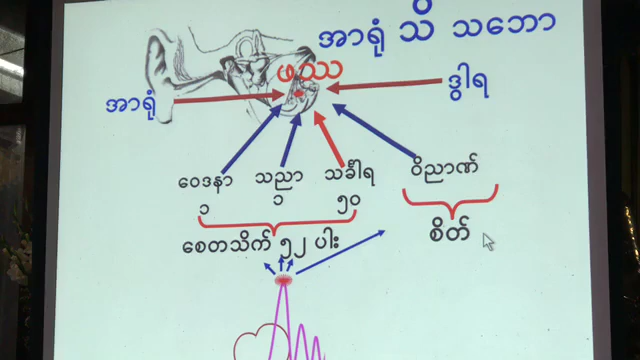 အာရုံ သိ သဘော
ဖဿ
အာရုံ
ဒွါရ
ဝေဒနာ သညာ သင်္ခါရ ဝိညာဏ်
၁ ၁ ၅၀
စေတသိက် ၅၂ ပါး
စိတ်